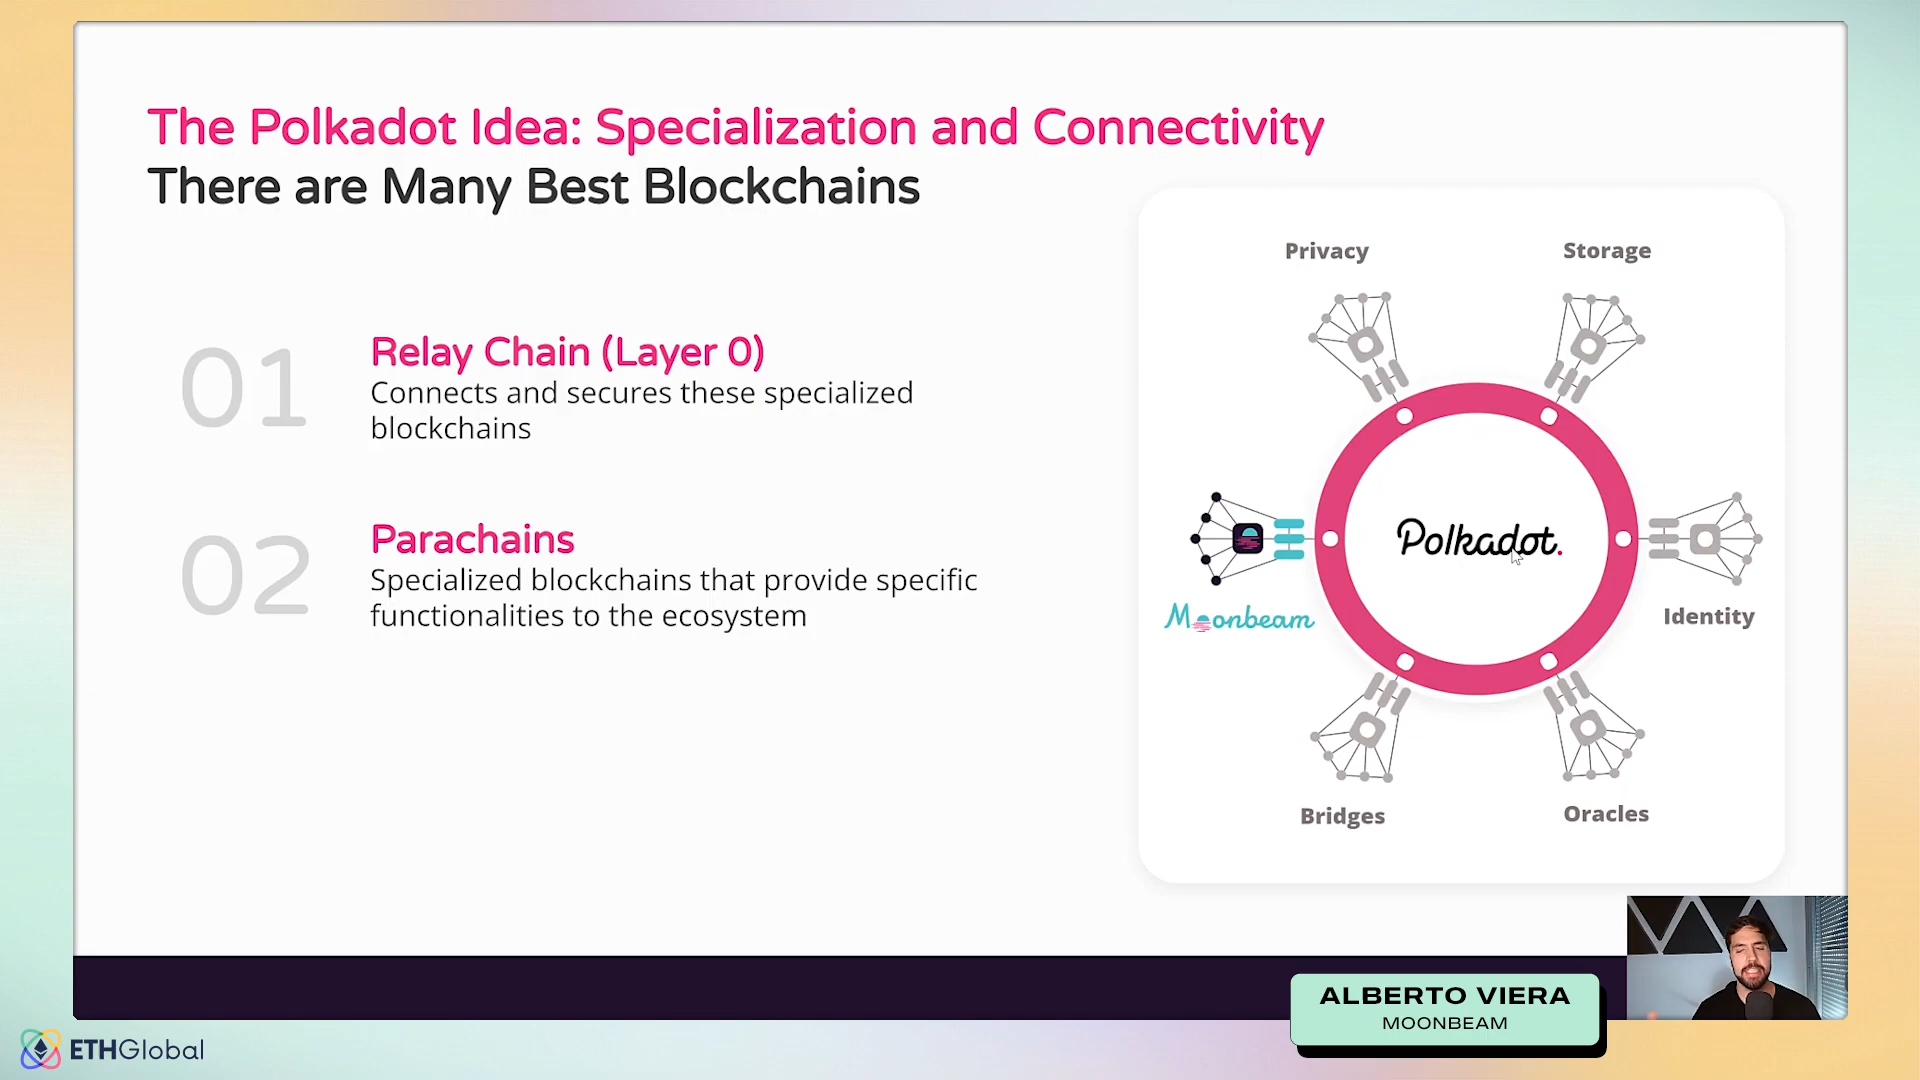 The Polkadot Idea: Specialization and Connectivity
There are Many Best Blockchains
01
Relay Chain (Layer 0)
Connects and secures these specialized
blockchains
02
Parachains
Specialized blockchains that provide specific
functionalities to the ecosystem
Privacy
Storage
Polkadot.
Moonbeam
Identity
Bridges
Oracles
ALBERTO VIERA
MOONBEAM
ETHGlobal